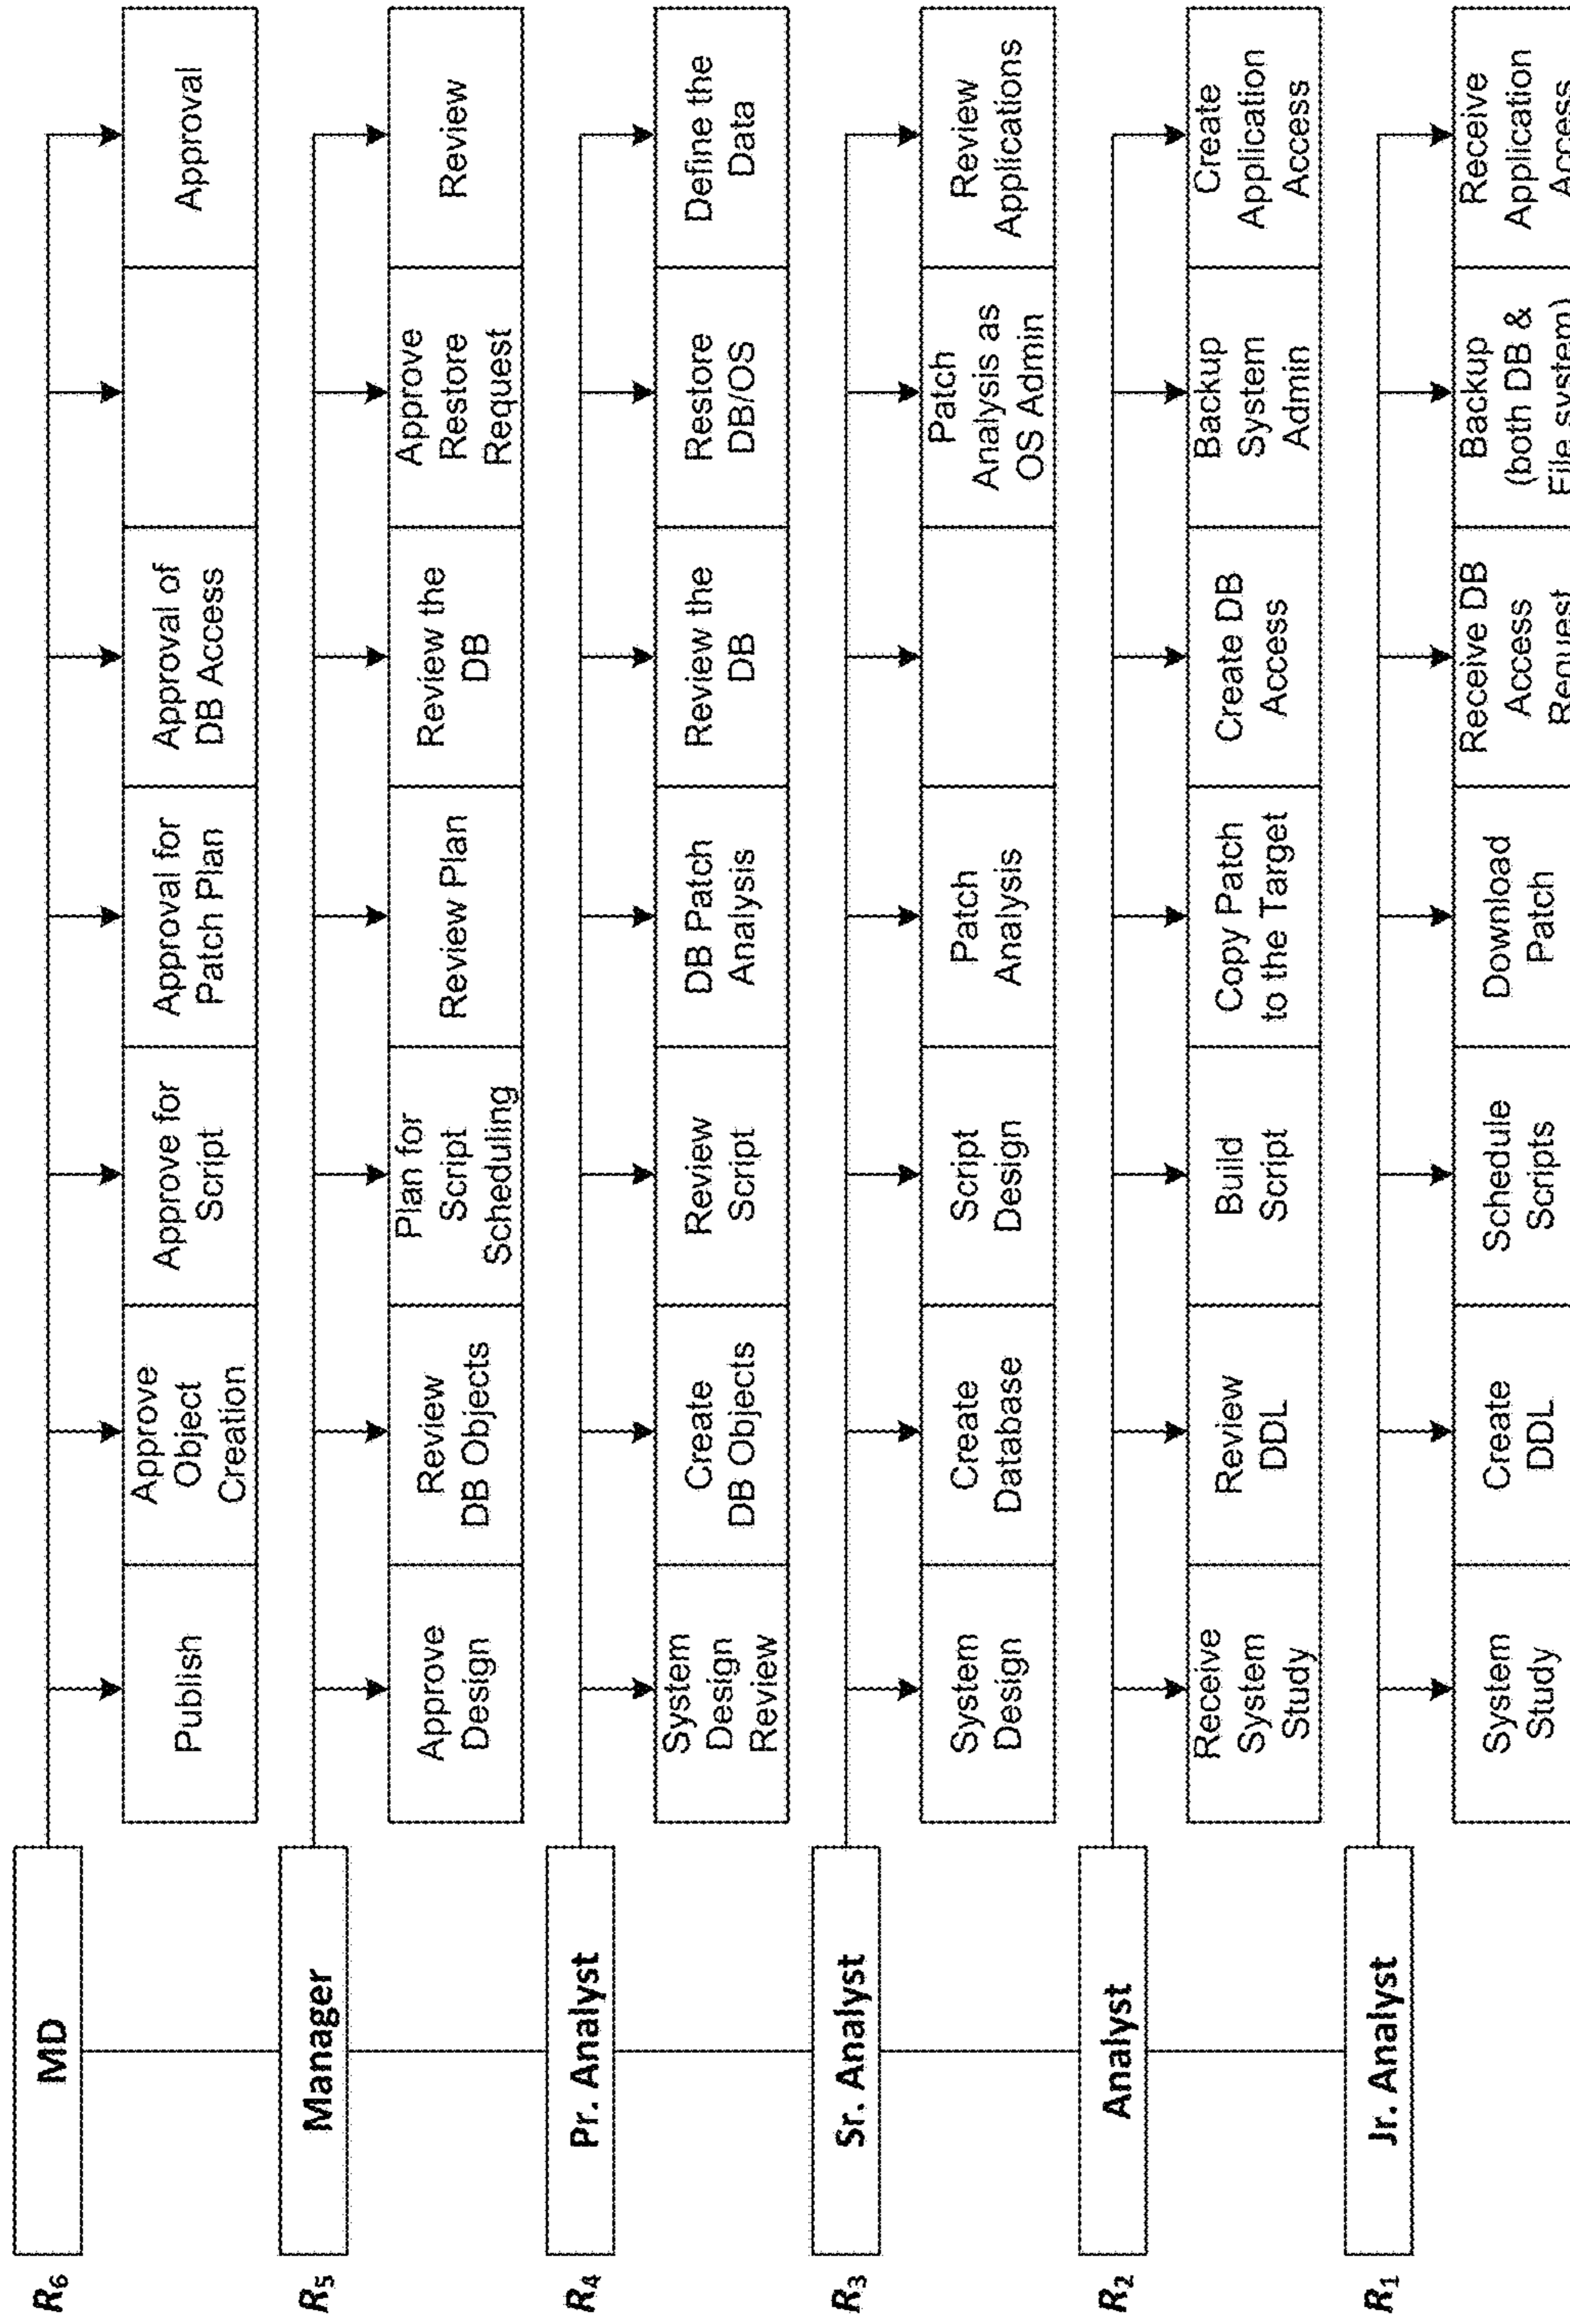 R6
MD
Publish
Approve
Object
Creation
Approve for
Script
Approval for
Patch Plan
Approval of
DB Access
Approval
R5
Manager
Approve
Design
Review
DB Objects
Plan for
Script
Scheduling
Review Plan
Review the
DB
Approve
Restore
Request
Review
R4
Pr. Analyst
System
Design
Review
Create
DB Objects
Review
Script
DB Patch
Analysis
Review the
DB
Restore
DB/OS
Define the
Data
R3
Sr. Analyst
System
Design
Create
Database
Script
Design
Patch
Analysis
Patch
Analysis as
OS Admin
Review
Applications
R2
Analyst
Receive
System
Study
Review
DDL
Build
Script
Copy Patch
to the Target
Create DB
Access
Backup
System
Admin
Create
Application
Access
R1
Jr. Analyst
System
Study
Create
DDL
Schedule
Scripts
Download
Patch
Receive DB
Access
Request
Backup
(both DB &
File system)
Receive
Application
Access